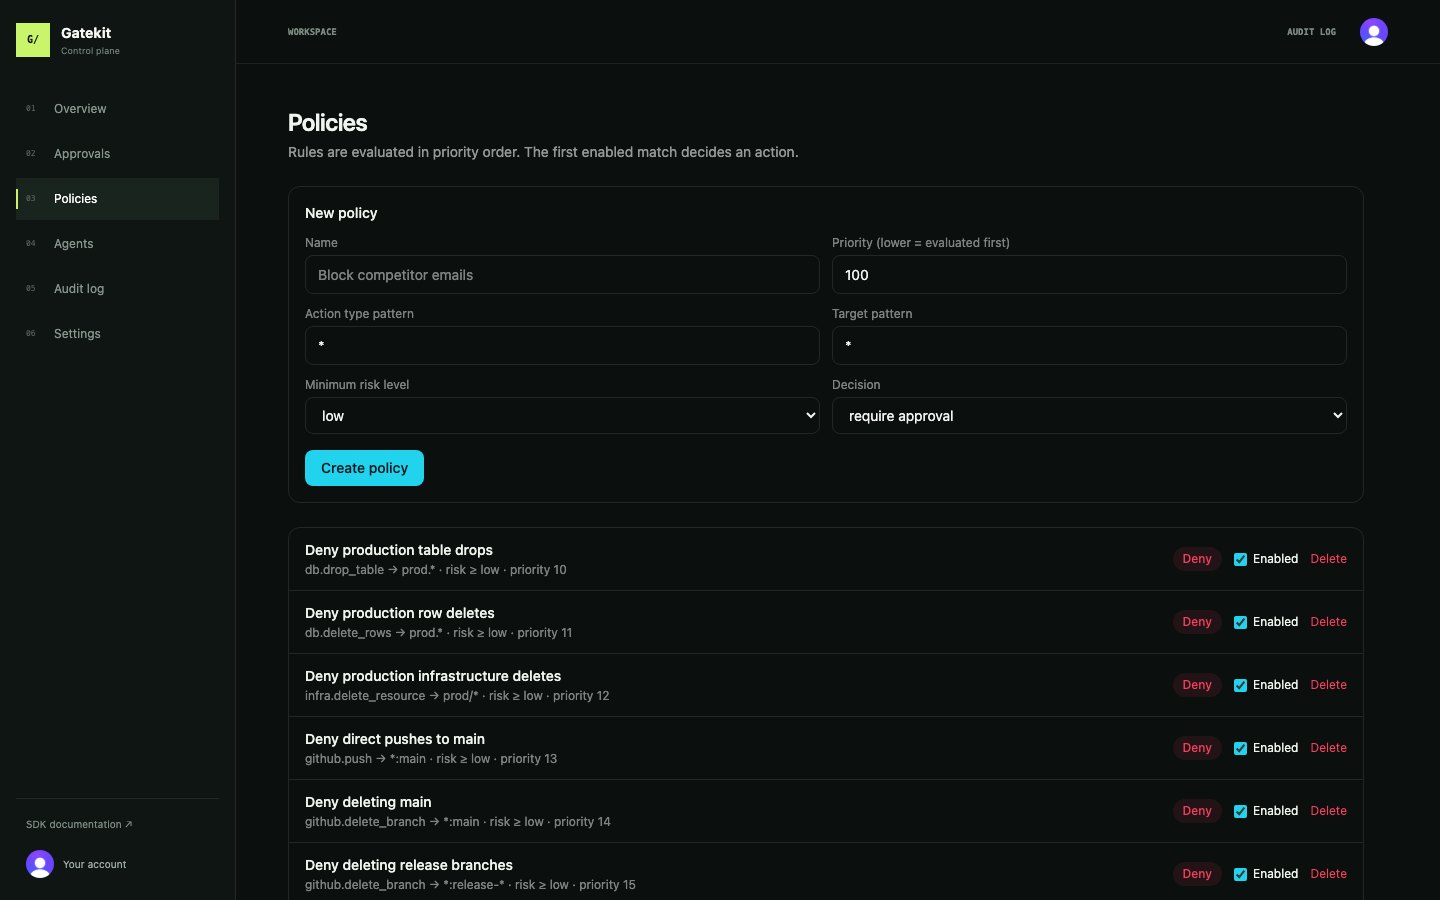 G/
Gatekit
Control plane
01 Overview
02 Approvals
03 Policies
04 Agents
05 Audit log
06 Settings
SDK documentation ↗
Your account
WORKSPACE
AUDIT LOG
Policies
Rules are evaluated in priority order. The first enabled match decides an action.
New policy
Name
Block competitor emails
Priority (lower = evaluated first)
100
Action type pattern
*
Target pattern
*
Minimum risk level
low
Decision
require approval
Create policy
Deny production table drops
db.drop_table → prod.* · risk ≥ low · priority 10
Deny Enabled Delete
Deny production row deletes
db.delete_rows → prod.* · risk ≥ low · priority 11
Deny Enabled Delete
Deny production infrastructure deletes
infra.delete_resource → prod/* · risk ≥ low · priority 12
Deny Enabled Delete
Deny direct pushes to main
github.push → *:main · risk ≥ low · priority 13
Deny Enabled Delete
Deny deleting main
github.delete_branch → *:main · risk ≥ low · priority 14
Deny Enabled Delete
Deny deleting release branches
github.delete_branch → *:release-* · risk ≥ low · priority 15
Deny Enabled Delete